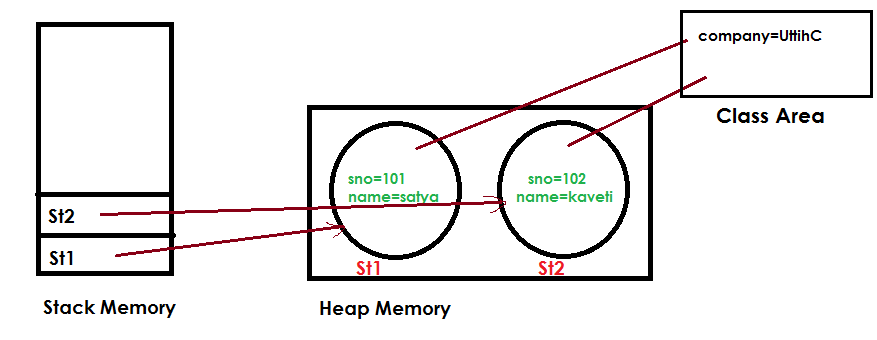 company=UttihC
Class Area
sno=101
name=satya
sno=102
name=kaveti
St2
St1
St1
St2
Stack Memory
Heap Memory